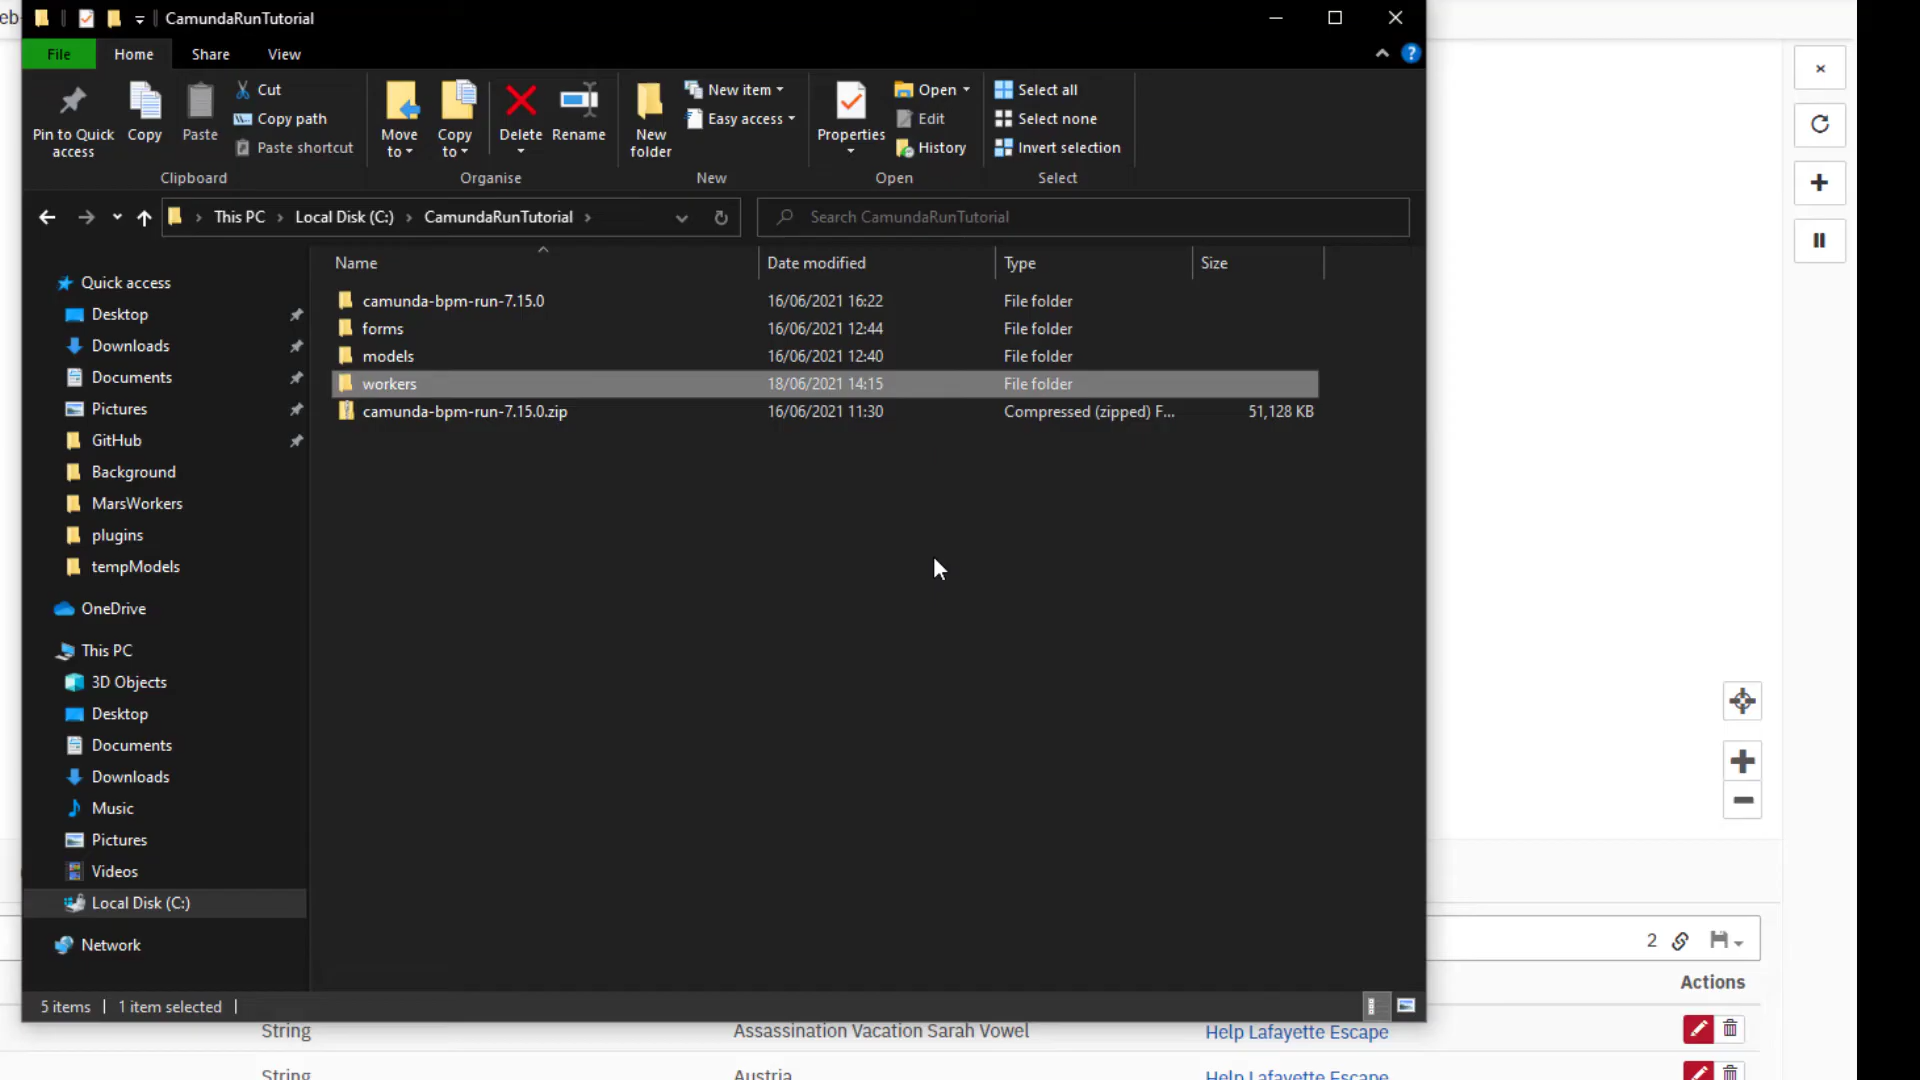 eb-
CamundaRunTutorial
File
Home
Share
View
Pin to Quick access
Copy
Paste
Cut
Copy path
Paste shortcut
Clipboard
Move to
Copy to
Delete
Rename
Organise
New folder
New item
Easy access
New
Properties
Open
Edit
History
Open
Select all
Select none
Invert selection
Select
This PC
Local Disk (C:)
CamundaRunTutorial
Search CamundaRunTutorial
Name
Date modified
Type
Size
camunda-bpm-run-7.15.0 16/06/2021 16:22 File folder
forms 16/06/2021 12:44 File folder
models 16/06/2021 12:40 File folder
workers 18/06/2021 14:15 File folder
camunda-bpm-run-7.15.0.zip 16/06/2021 11:30 Compressed (zipped) F... 51,128 KB
Quick access
Desktop
Downloads
Documents
Pictures
GitHub
Background
MarsWorkers
plugins
tempModels
OneDrive
This PC
3D Objects
Desktop
Documents
Downloads
Music
Pictures
Videos
Local Disk (C:)
Network
5 items
1 item selected
2
Actions
String Assassination Vacation Sarah Vowel Help Lafayette Escape
String Austria Help Lafayette Escape